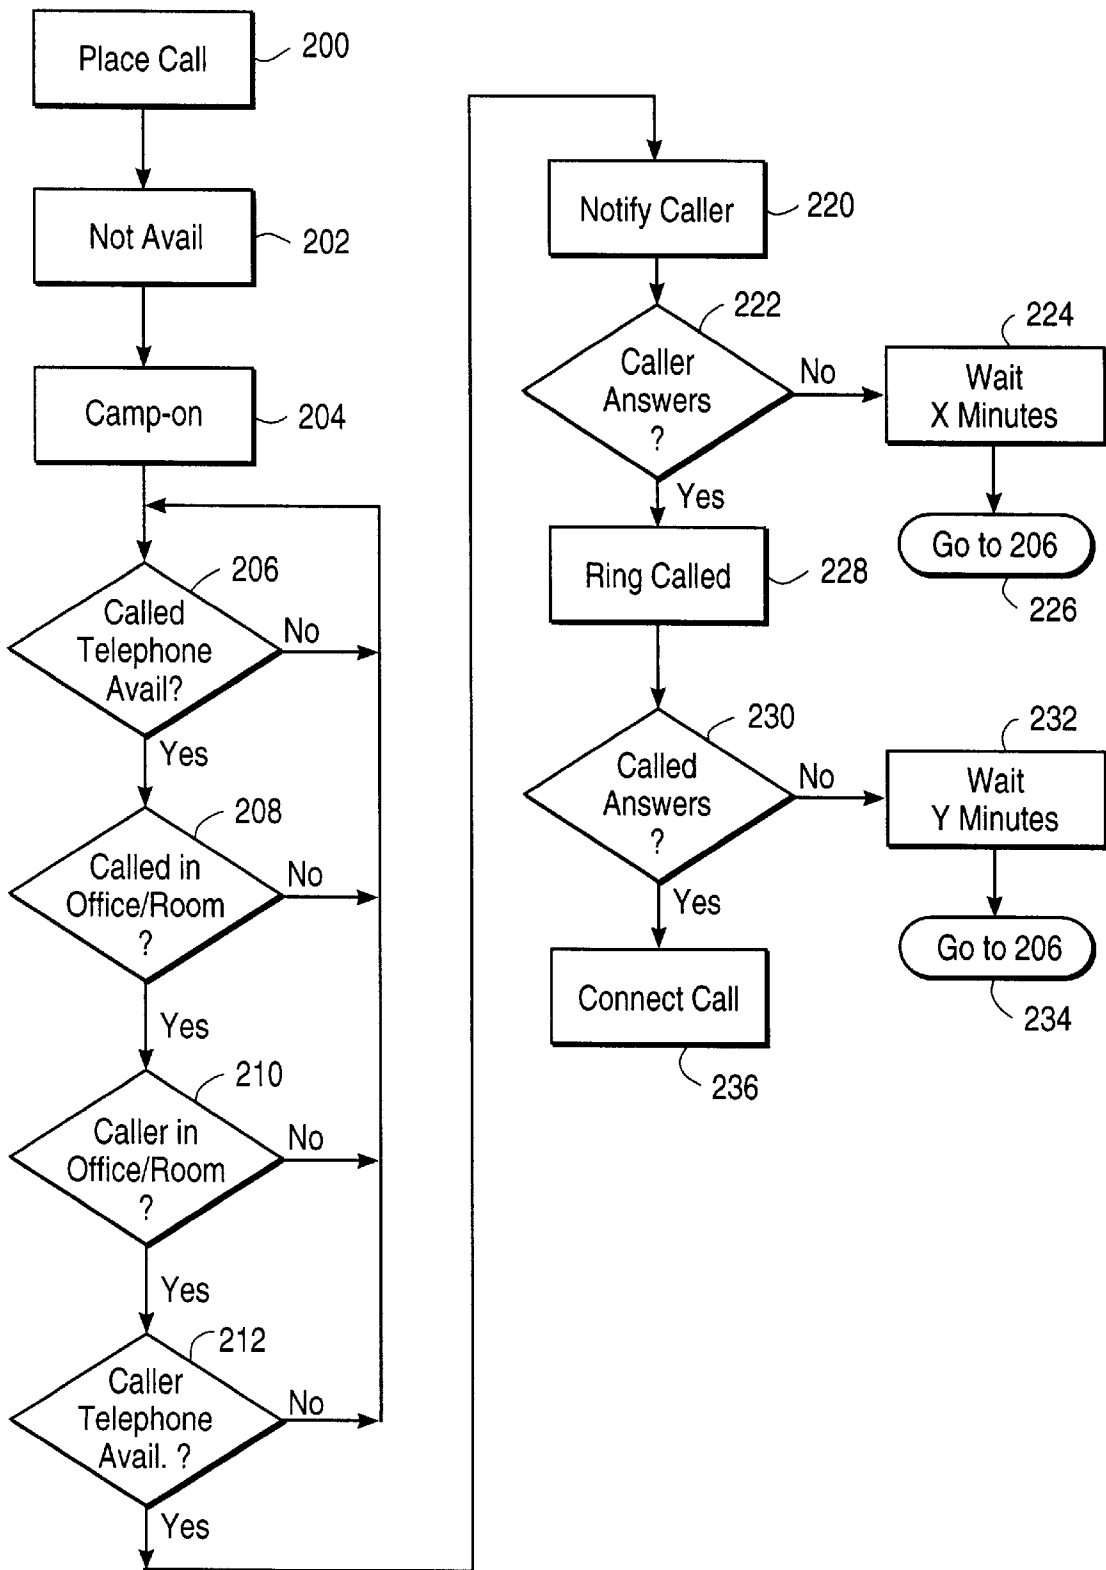 Place Call
200
Not Avail
202
Camp-on
204
206
Called
Telephone
Avail?
No
Yes
208
Called in
Office/Room
?
No
Yes
210
Caller in
Office/Room
?
No
Yes
212
Caller
Telephone
Avail. ?
No
Yes
Notify Caller
220
222
Caller
Answers
?
No
Yes
224
Wait
X Minutes
Go to 206
226
Ring Called
228
230
Called
Answers
?
No
Yes
232
Wait
Y Minutes
Go to 206
234
Connect Call
236